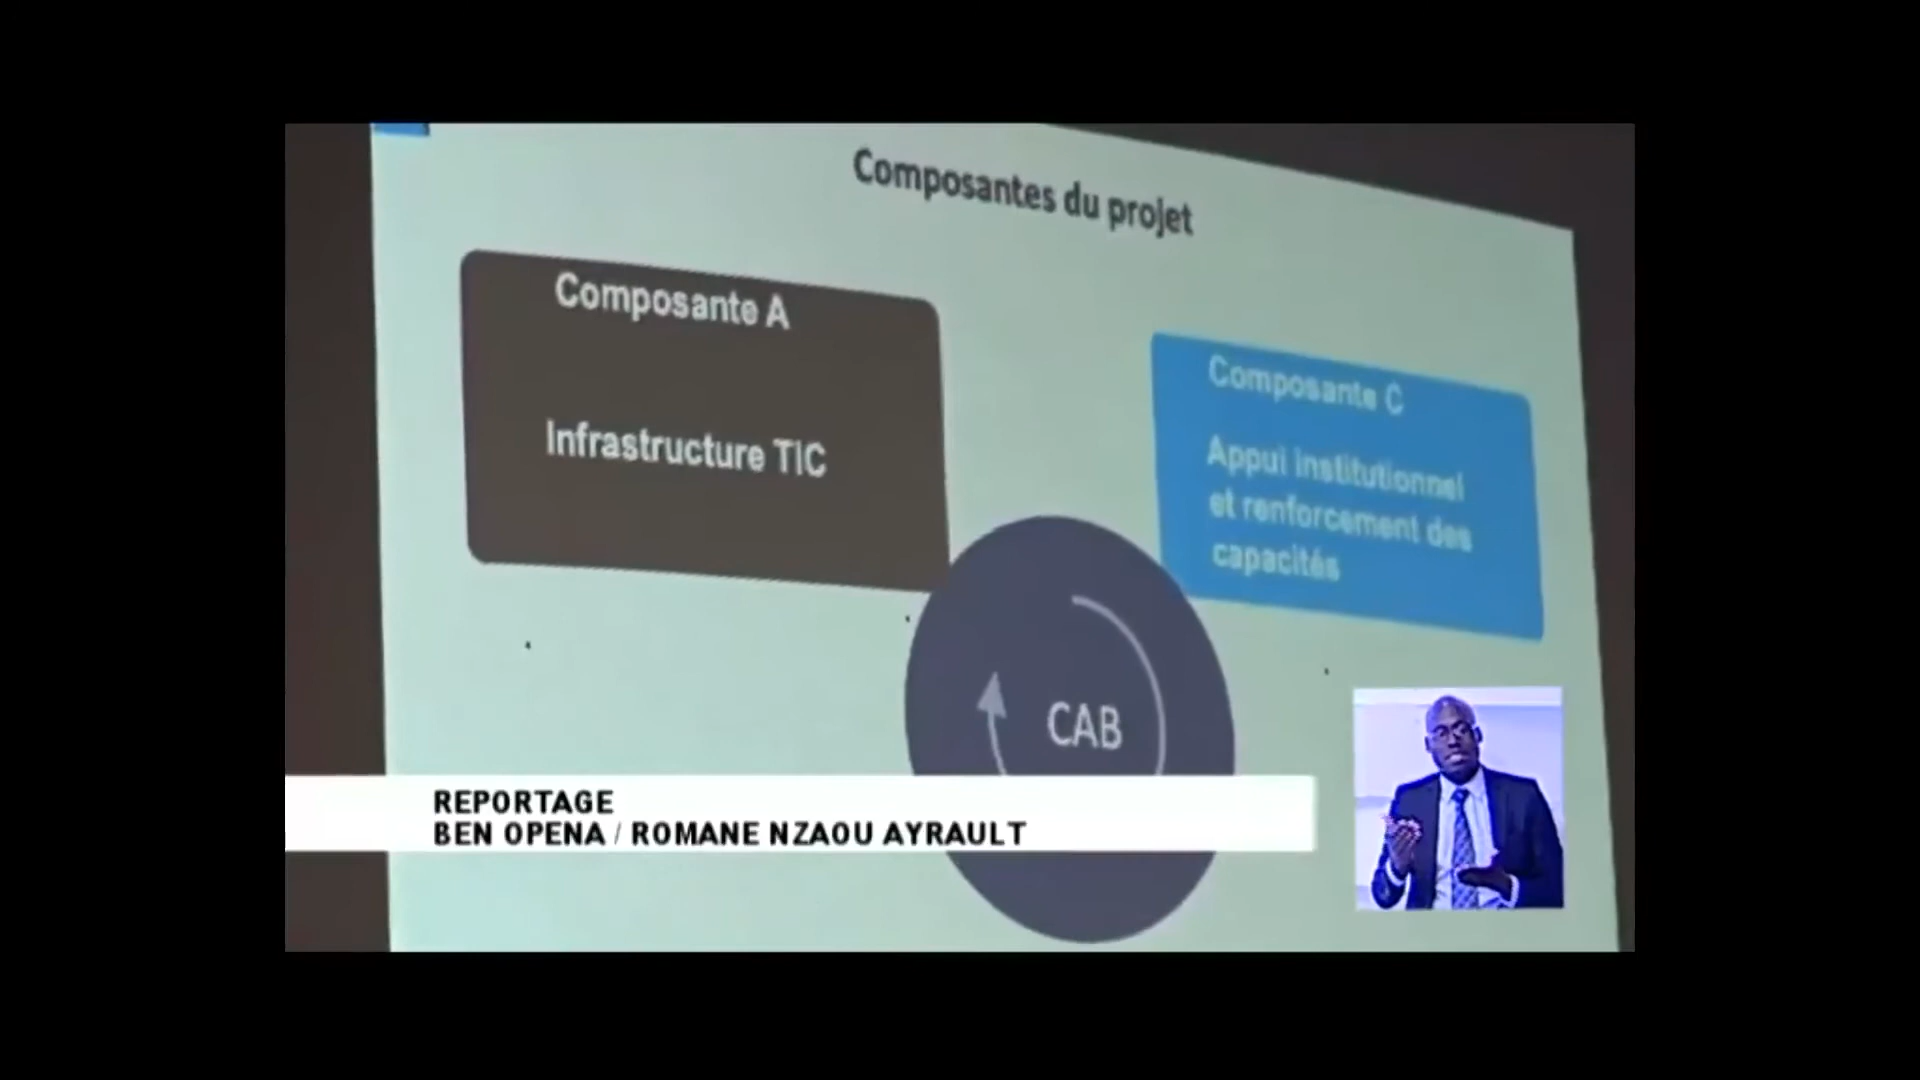 Composantes du projet
Composante A
Infrastructure TIC
Composante C
Appui institutionnel
et renforcement des
capacités
CAB
REPORTAGE
BEN OPENA / ROMANE NZAOU AYRAULT